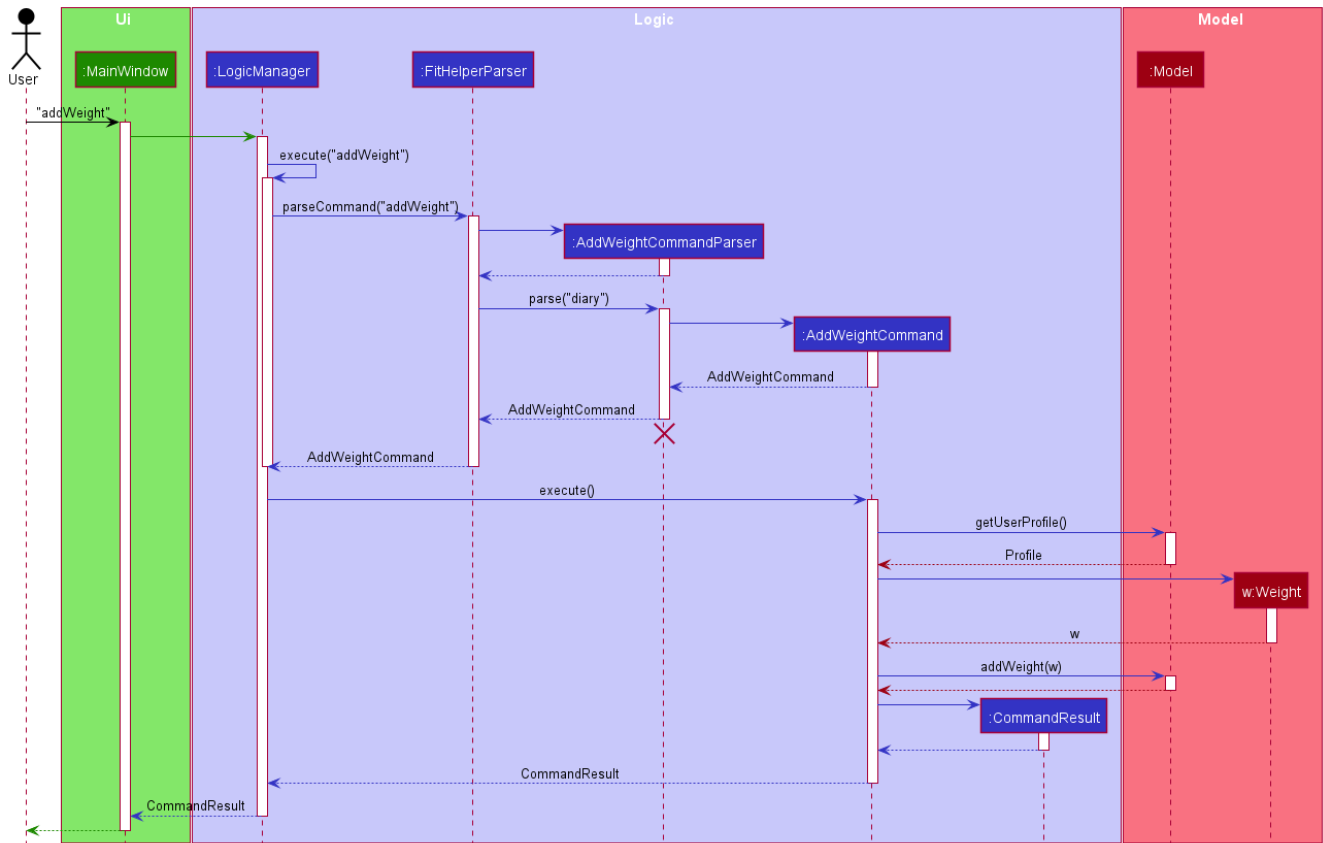 Ui
Logic
Model
User
:MainWindow
:LogicManager
:FitHelperParser
:Model
"addWeight"
execute("addWeight")
parseCommand("addWeight")
:AddWeightCommandParser
parse("diary")
:AddWeightCommand
AddWeightCommand
AddWeightCommand
AddWeightCommand
execute()
getUserProfile()
Profile
w:Weight
w
addWeight(w)
:CommandResult
CommandResult
CommandResult